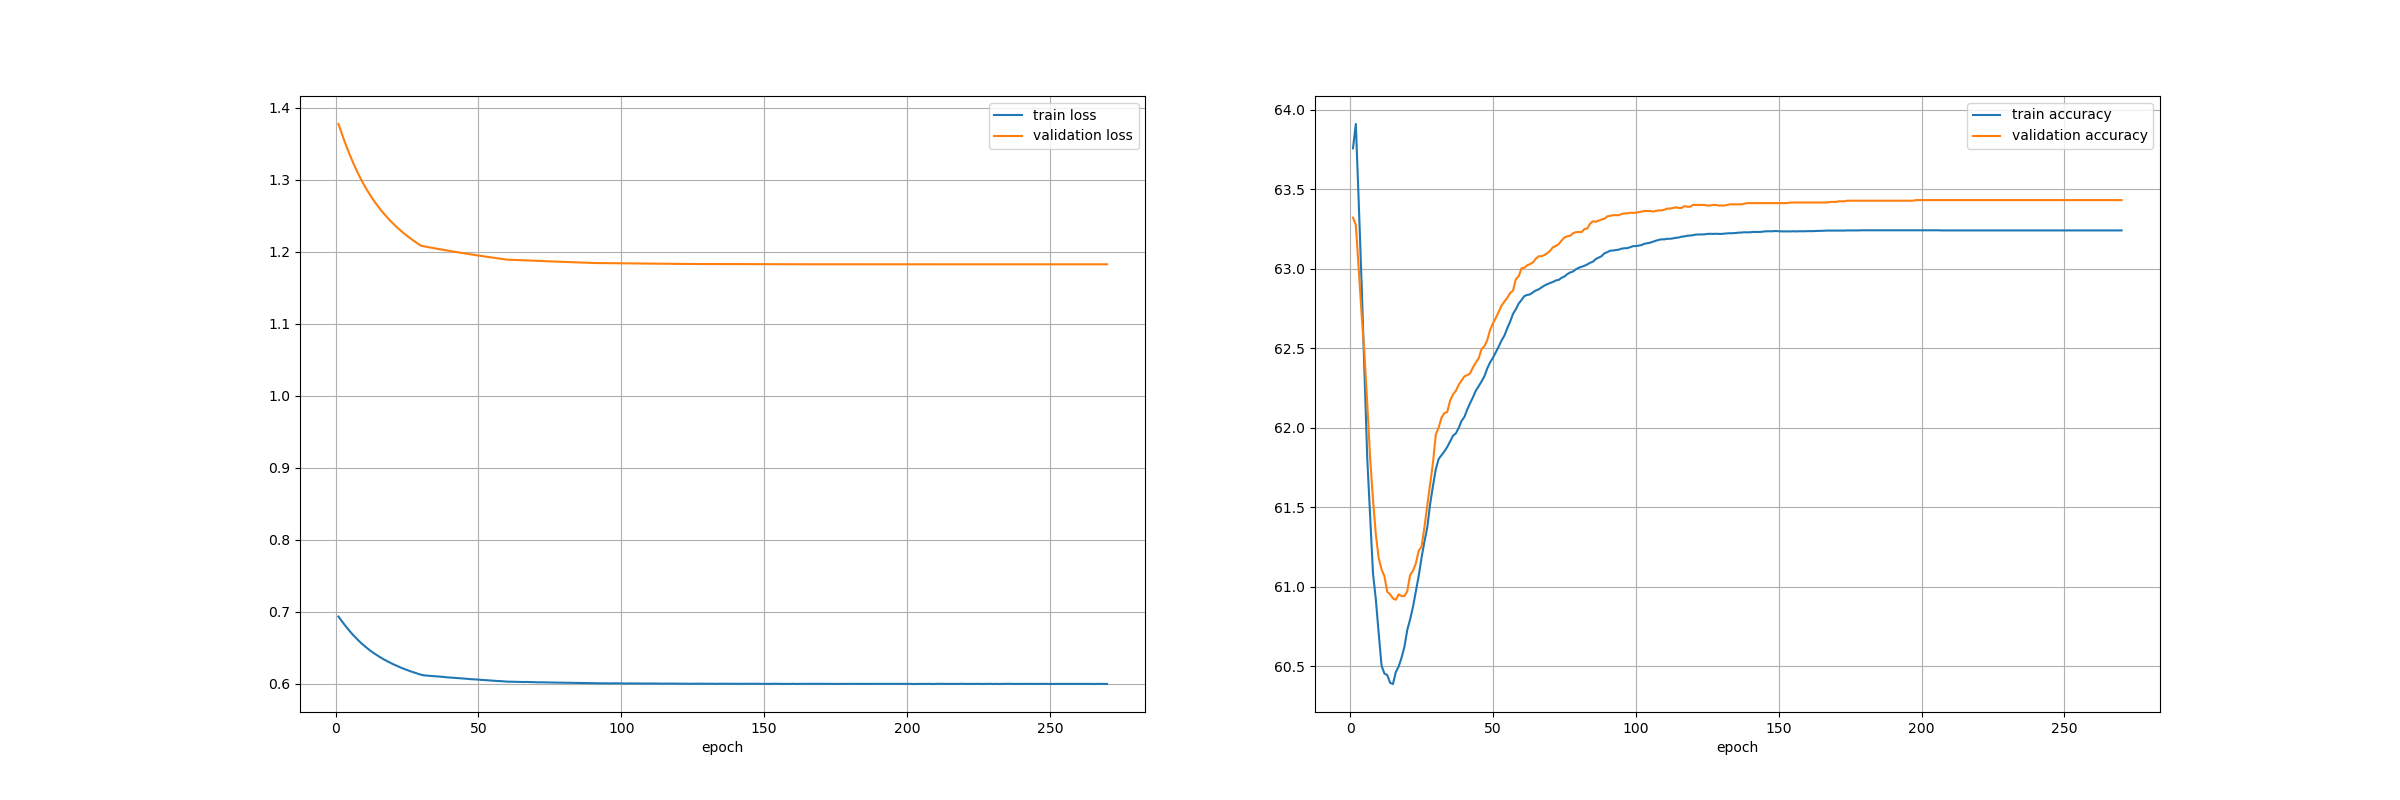 1.4
1.3
1.2
1.1
1.0
0.9
0.8
0.7
0.6
0 50 100 150 200 250
epoch
train loss
validation loss
64.0
63.5
63.0
62.5
62.0
61.5
61.0
60.5
0 50 100 150 200 250
epoch
train accuracy
validation accuracy